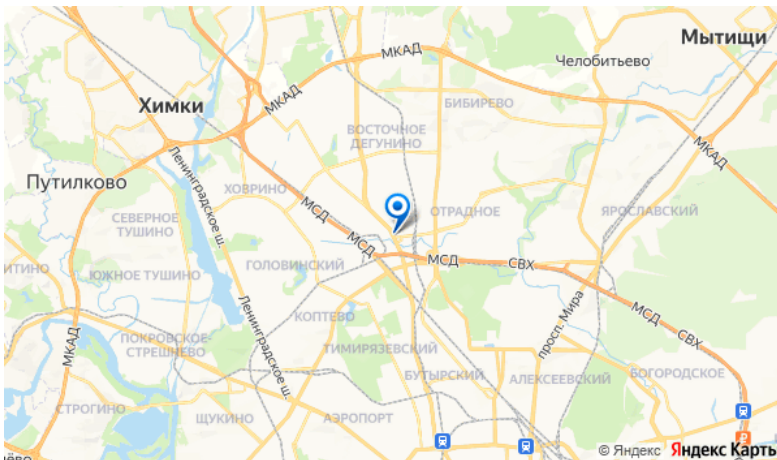 Мытищи
МКАД
Челобитьево
Химки
МКАД
БИБИРЕВО
ВОСТОЧНОЕ
ДЕГУНИНО
МКАД
Ленинградское ш.
Путилково
ХОВРИНО
СЕВЕРНОЕ
ТУШИНО
МСД
ОТРАДНОЕ
ЯРОСЛАВСКИЙ
МСД
МСД
СВХ
ИТИНО
ЮЖНОЕ ТУШИНО
ГОЛОВИНСКИЙ
МСД
СВХ
просп. Мира
Ленинградское ш.
КОПТЕВО
МКАД
ПОКРОВСКОЕ-
СТРЕШНЕВО
ТИМИРЯЗЕВСКИЙ
БУТЫРСКИЙ
АЛЕКСЕЕВСКИЙ
БОГОРОДСКОЕ
СТРОГИНО
ЩУКИНО
АЭРОПОРТ
© Яндекс Яндекс Карты